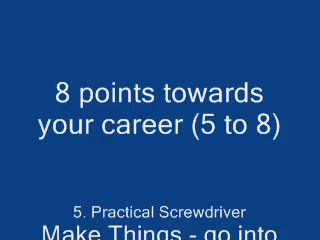 8 points towards
your career (5 to 8)
5. Practical Screwdriver
Make Things - go into